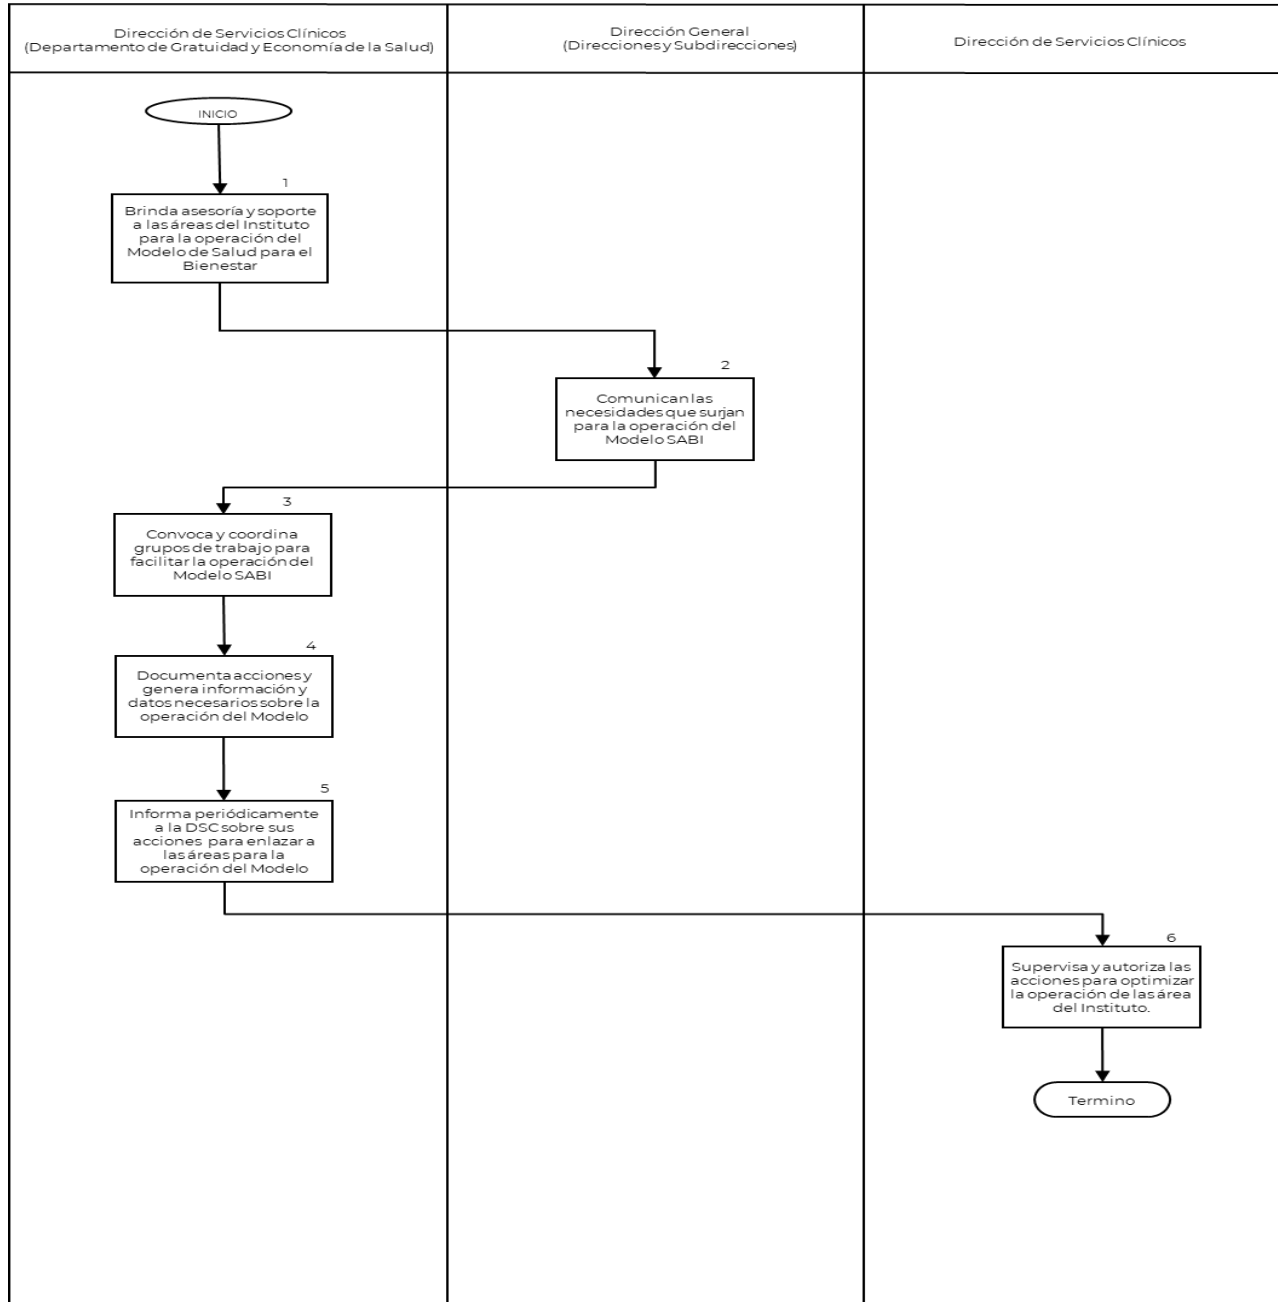 Dirección de Servicios Clínicos
(Departamento de Gratuidad y Economía de la Salud)
Dirección General
(Direcciones y Subdirecciones)
Dirección de Servicios Clínicos
INICIO
1
Brinda asesoría y soporte
a las áreas del Instituto
para la operación del
Modelo de Salud para el
Bienestar
2
Comunican las
necesidades que surjan
para la operación del
Modelo SABI
3
Convoca y coordina
grupos de trabajo para
facilitar la operación del
Modelo SABI
4
Documenta acciones y
genera información y
datos necesarios sobre la
operación del Modelo
5
Informa periódicamente
a la DSC sobre sus
acciones para enlazar a
las áreas para la
operación del Modelo
6
Supervisa y autoriza las
acciones para optimizar
la operación de las área
del Instituto.
Termino